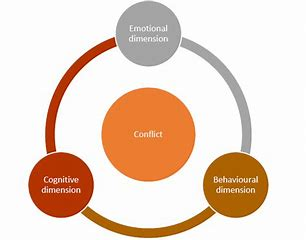 Emotional
dimension
Conflict
Cognitive
dimension
Behavioural
dimension